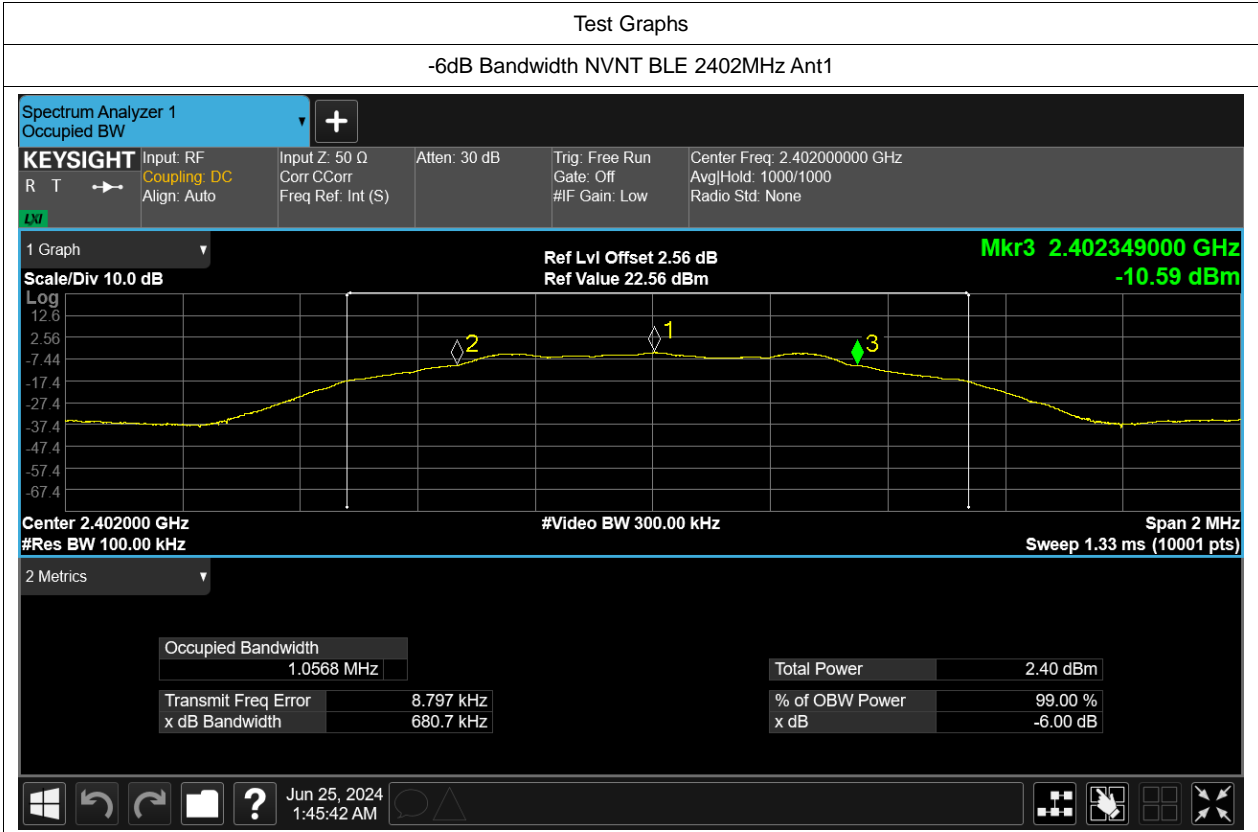 Test Graphs
-6dB Bandwidth NVNT BLE 2402MHz Ant1
Spectrum Analyzer 1
Occupied BW
KEYSIGHT
R T
LXI
Input: RF
Coupling: DC
Align: Auto
Input Z: 50 Ω
Corr CCorr
Freq Ref: Int (S)
Atten: 30 dB
Trig: Free Run
Gate: Off
#IF Gain: Low
Center Freq: 2.402000000 GHz
Avg|Hold: 1000/1000
Radio Std: None
1 Graph
Scale/Div 10.0 dB
Ref Lvl Offset 2.56 dB
Ref Value 22.56 dBm
Mkr3 2.402349000 GHz
-10.59 dBm
Log
12.6
2.56
-7.44
-17.4
-27.4
-37.4
-47.4
-57.4
-67.4
2
1
3
Center 2.402000 GHz
#Video BW 300.00 kHz
Span 2 MHz
#Res BW 100.00 kHz
Sweep 1.33 ms (10001 pts)
2 Metrics
Occupied Bandwidth
1.0568 MHz
Total Power 2.40 dBm
Transmit Freq Error 8.797 kHz
% of OBW Power 99.00 %
x dB Bandwidth 680.7 kHz
x dB -6.00 dB
?
Jun 25, 2024
1:45:42 AM